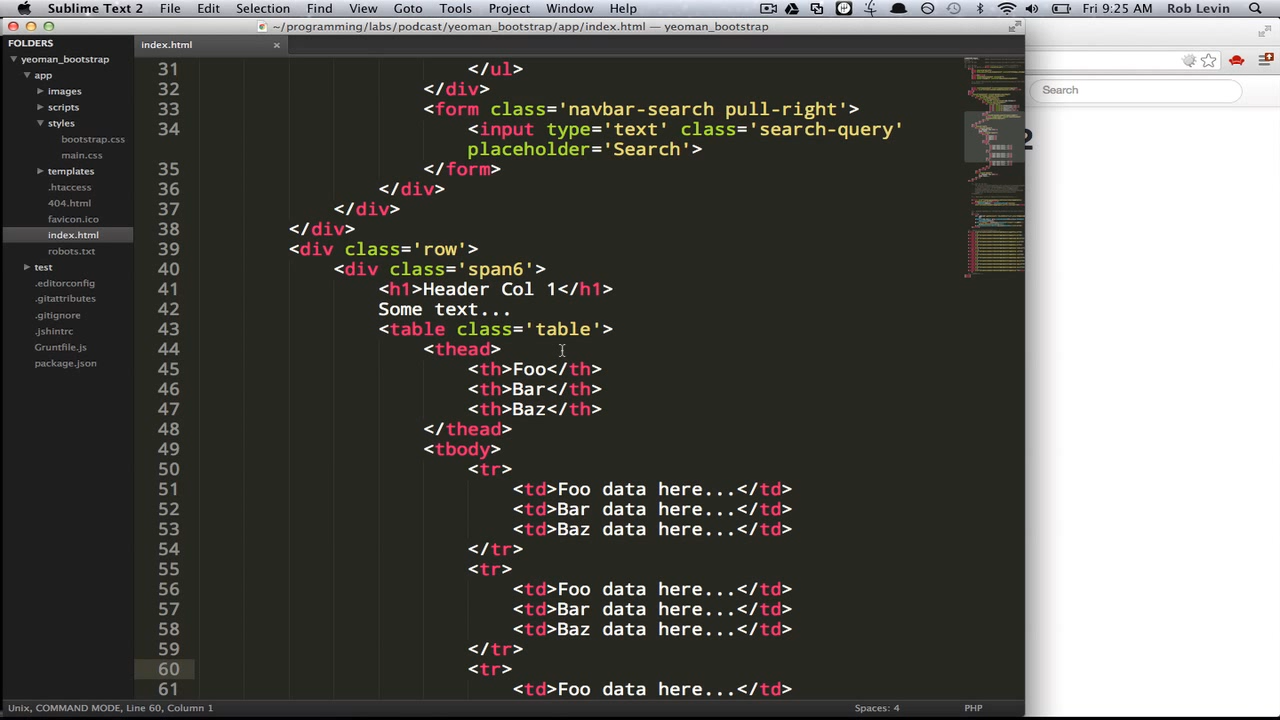 Sublime Text 2 File Edit Selection Find View Goto Tools Project Window Help Fri 9:25 AM Rob Levin
~/programming/labs/podcast/yeoman_bootstrap/app/index.html — yeoman_bootstrap
FOLDERS
yeoman_bootstrap
app
images
scripts
styles
bootstrap.css
main.css
templates
.htaccess
404.html
favicon.ico
index.html
robots.txt
test
.editorconfig
.gitattributes
.gitignore
.jshintrc
Gruntfile.js
package.json
index.html ×
31 </ul>
32 </div>
33 <form class='navbar-search pull-right'>
34 <input type='text' class='search-query'
placeholder='Search'>
35 </form>
36 </div>
37 </div>
38 </div>
39 <div class='row'>
40 <div class='span6'>
41 <h1>Header Col 1</h1>
42 Some text...
43 <table class='table'>
44 <thead>
45 <th>Foo</th>
46 <th>Bar</th>
47 <th>Baz</th>
48 </thead>
49 <tbody>
50 <tr>
51 <td>Foo data here...</td>
52 <td>Bar data here...</td>
53 <td>Baz data here...</td>
54 </tr>
55 <tr>
56 <td>Foo data here...</td>
57 <td>Bar data here...</td>
58 <td>Baz data here...</td>
59 </tr>
60 <tr>
61 <td>Foo data here...</td>
Search
2
Unix, COMMAND MODE, Line 60, Column 1 Spaces: 4 PHP